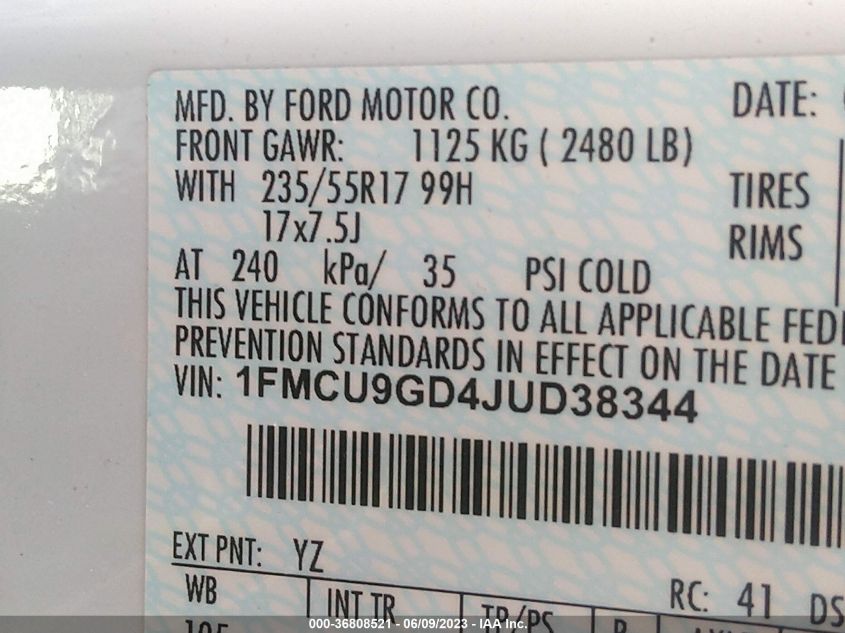 MFD. BY FORD MOTOR CO. DATE:
FRONT GAWR: 1125 KG ( 2480 LB)
WITH 235/55R17 99H TIRES
17x7.5J RIMS
AT 240 kPa/ 35 PSI COLD
THIS VEHICLE CONFORMS TO ALL APPLICABLE FED
PREVENTION STANDARDS IN EFFECT ON THE DATE
VIN: 1FMCU9GD4JUD38344
EXT PNT: YZ RC: 41 DS
WB INT TR TP/PS R
105
000-36808521 - 06/09/2023 - IAA Inc.